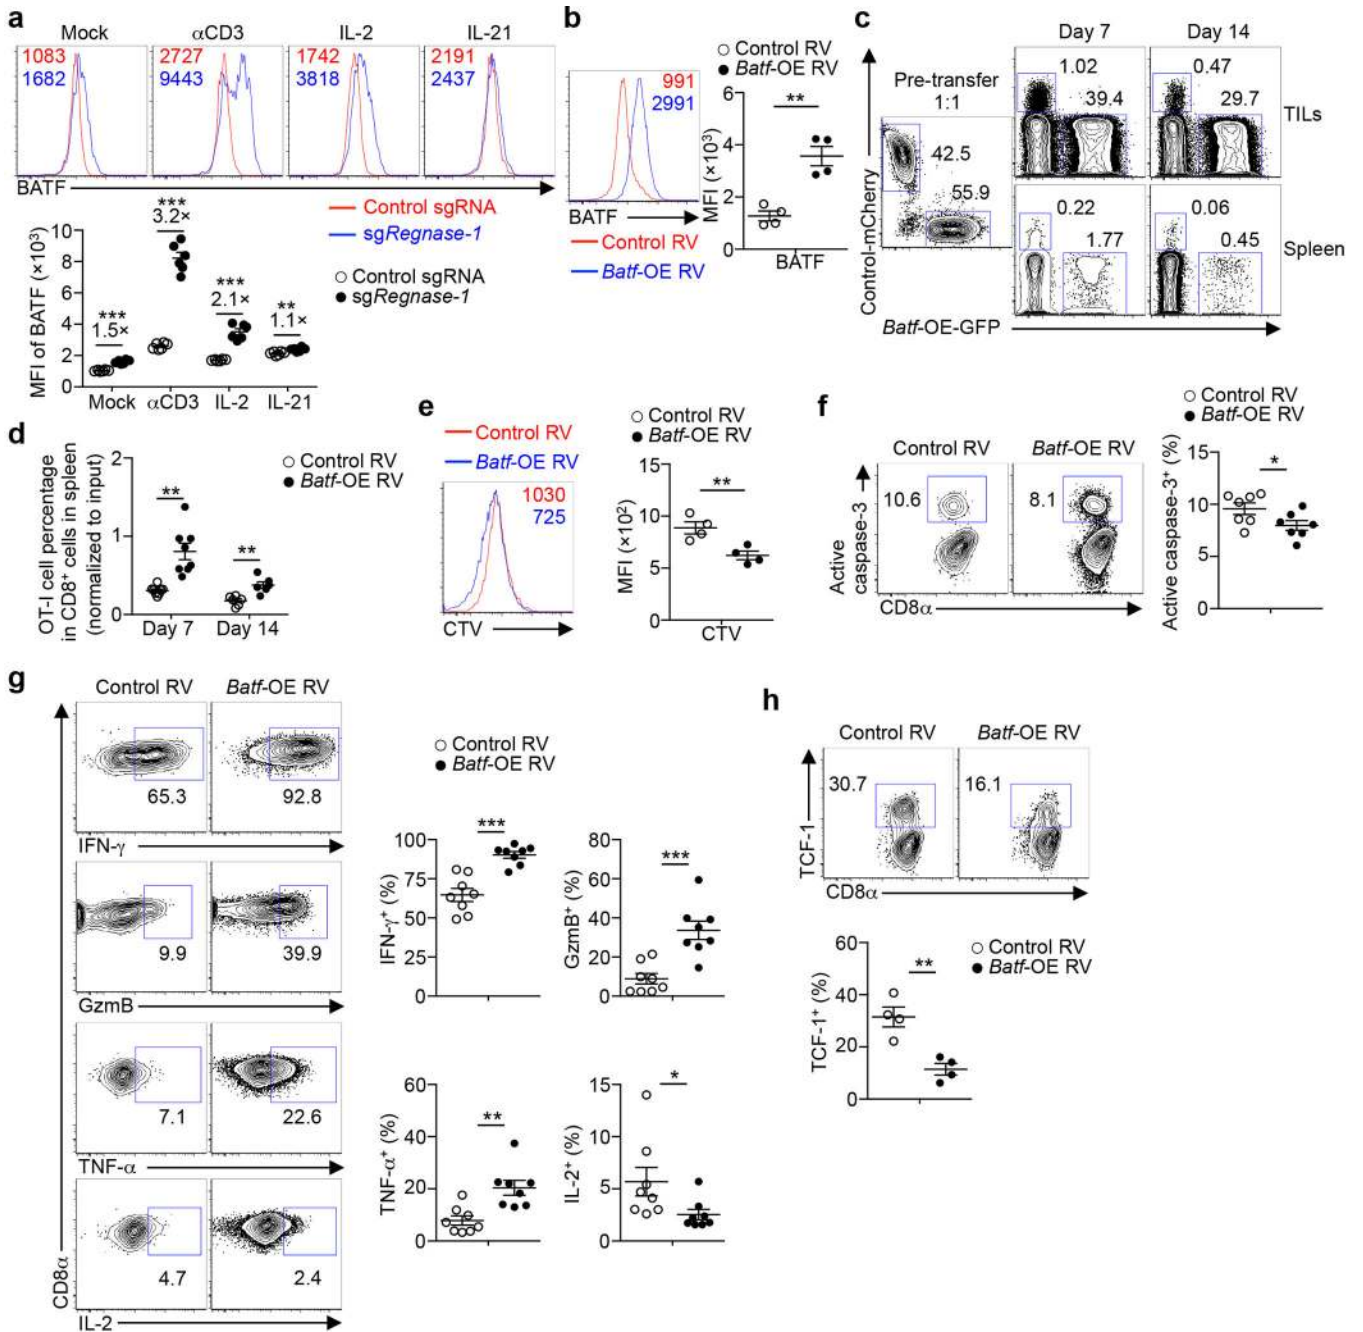 a
Mock
αCD3
IL-2
IL-21
1083
1682
2727
9443
1742
3818
2191
2437
BATF
Control sgRNA
sgRegnase-1
Control sgRNA
sgRegnase-1
MFI of BATF (×10³)
10
8
6
4
2
0
***
1.5×
***
3.2×
***
2.1×
**
1.1×
Mock
αCD3
IL-2
IL-21
b
991
2991
BATF
Control RV
Batf-OE RV
Control RV
Batf-OE RV
MFI (×10³)
6
4
2
0
**
BATF
c
Day 7
Day 14
Pre-transfer
1:1
42.5
55.9
1.02
39.4
0.47
29.7
TILs
0.22
1.77
0.06
0.45
Spleen
Control-mCherry
Batf-OE-GFP
d
OT-I cell percentage
in CD8⁺ cells in spleen
(normalized to input)
2
1
0
**
**
Day 7
Day 14
Control RV
Batf-OE RV
e
Control RV
Batf-OE RV
1030
725
CTV
Control RV
Batf-OE RV
MFI (×10²)
15
10
5
0
**
CTV
f
Control RV
Batf-OE RV
10.6
8.1
Active
caspase-3
CD8α
Control RV
Batf-OE RV
Active caspase-3⁺ (%)
15
10
5
0
*
g
Control RV
Batf-OE RV
65.3
92.8
IFN-γ
9.9
39.9
GzmB
7.1
22.6
TNF-α
4.7
2.4
IL-2
CD8α
Control RV
Batf-OE RV
IFN-γ⁺ (%)
100
75
50
25
0
***
GzmB⁺ (%)
80
60
40
20
0
***
TNF-α⁺ (%)
60
40
20
0
**
IL-2⁺ (%)
15
10
5
0
*
h
Control RV
Batf-OE RV
30.7
16.1
TCF-1
CD8α
Control RV
Batf-OE RV
TCF-1⁺ (%)
60
40
20
0
**